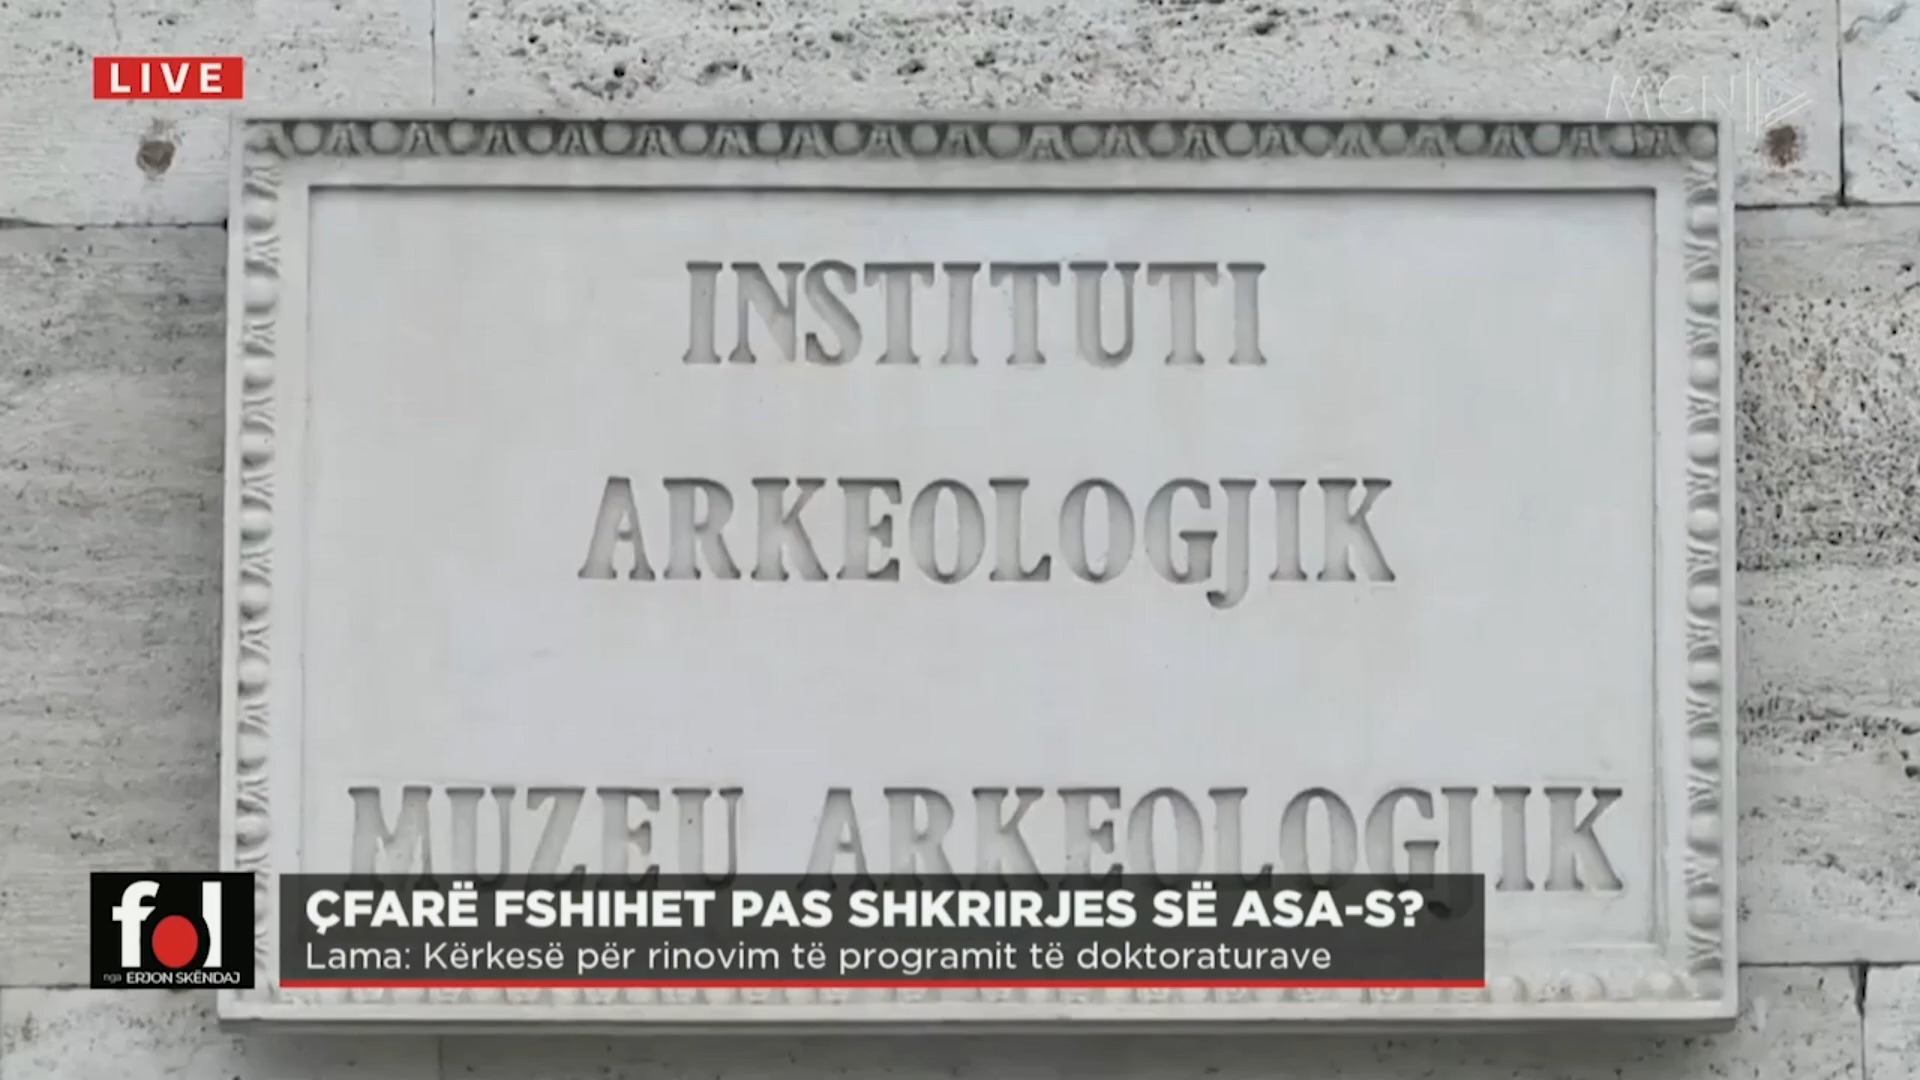 LIVE
MCN
INSTITUTI
ARKEOLOGJIK
MUZEU ARKEOLOGJIK
fol
nga ERJON SKËNDAJ
ÇFARË FSHIHET PAS SHKRIRJES SË ASA-S?
Lama: Kërkesë për rinovim të programit të doktoraturave